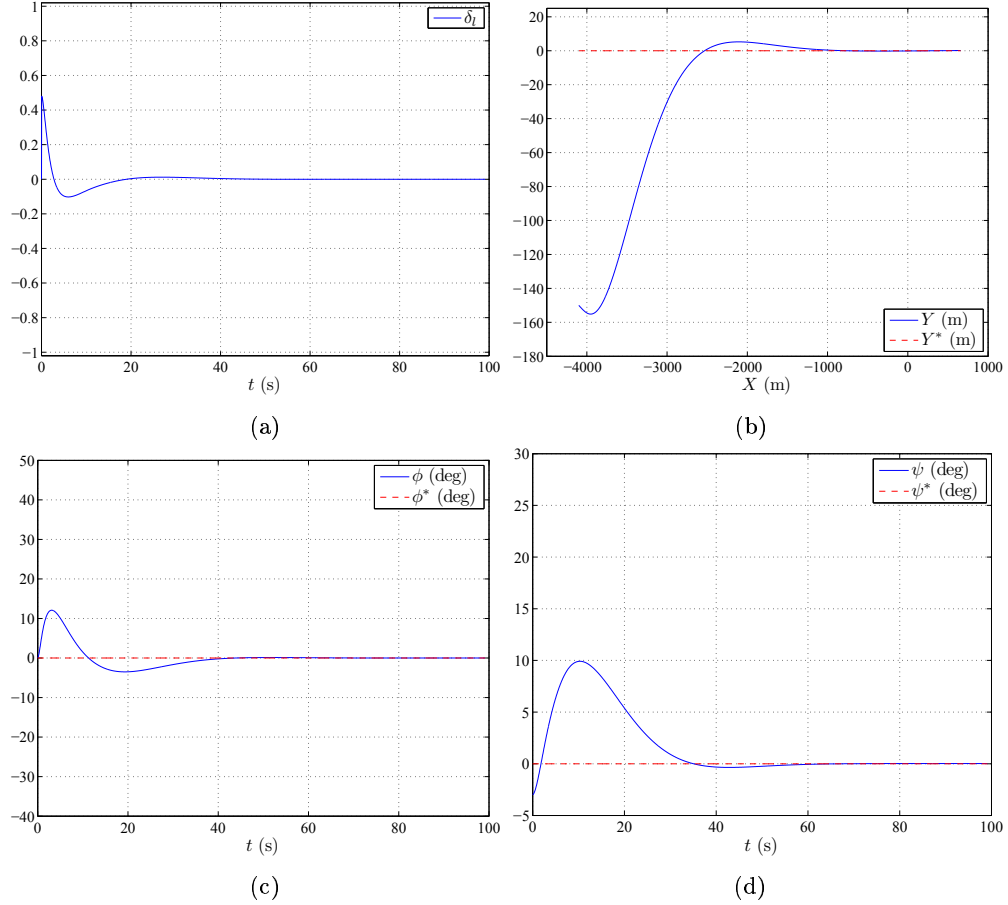 δ_l
1
0.8
0.6
0.4
0.2
0
−0.2
−0.4
−0.6
−0.8
−1
0 20 40 60 80 100
t (s)
(a)
20
0
−20
−40
−60
−80
−100
−120
−140
−160
−180
Y (m)
Y* (m)
−4000 −3000 −2000 −1000 0 1000
X (m)
(b)
50
40
30
20
10
0
−10
−20
−30
−40
ϕ (deg)
ϕ* (deg)
0 20 40 60 80 100
t (s)
(c)
30
25
20
15
10
5
0
−5
ψ (deg)
ψ* (deg)
0 20 40 60 80 100
t (s)
(d)